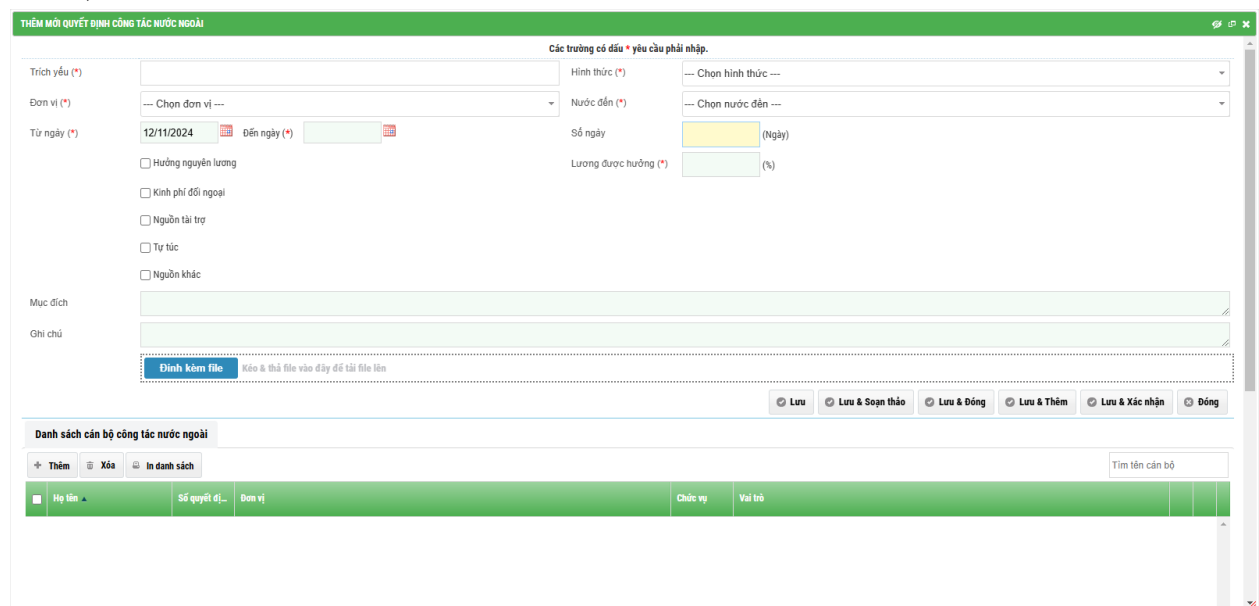 THÊM MỚI QUYẾT ĐỊNH CÔNG TÁC NƯỚC NGOÀI
Các trường có dấu * yêu cầu phải nhập.
Trích yếu (*) Hình thức (*) --- Chọn hình thức ---
Đơn vị (*) --- Chọn đơn vị --- Nước đến (*) --- Chọn nước đến ---
Từ ngày (*) 12/11/2024 Đến ngày (*) Số ngày (Ngày)
Hưởng nguyên lương Lương được hưởng (*) (%)
Kinh phí đối ngoại
Nguồn tài trợ
Tự túc
Nguồn khác
Mục đích
Ghi chú
Đính kèm file Kéo & thả file vào đây để tải file lên
Lưu Lưu & Soạn thảo Lưu & Đóng Lưu & Thêm Lưu & Xác nhận Đóng
Danh sách cán bộ công tác nước ngoài
Thêm Xóa In danh sách Tìm tên cán bộ
Họ tên Số quyết đị... Đơn vị Chức vụ Vai trò